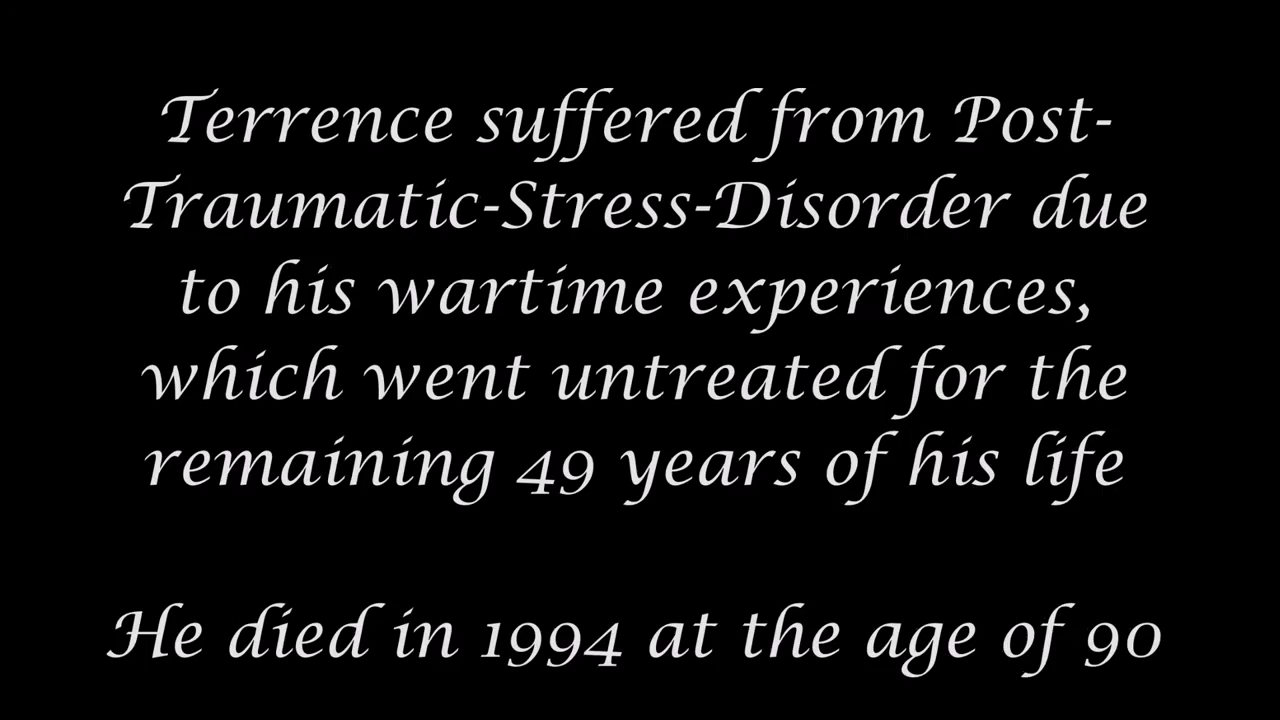 Terrence suffered from Post-
Traumatic-Stress-Disorder due
to his wartime experiences,
which went untreated for the
remaining 49 years of his life
He died in 1994 at the age of 90